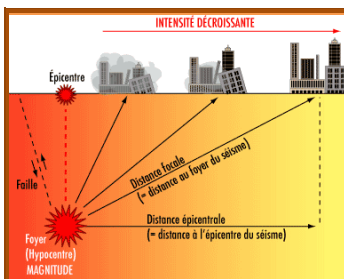 INTENSITÉ DÉCROISSANTE
Épicentre
Faille
Distance focale
(= distance au foyer du séisme)
Distance épicentrale
(= distance à l'épicentre du séisme)
Foyer
(Hypocentre)
MAGNITUDE